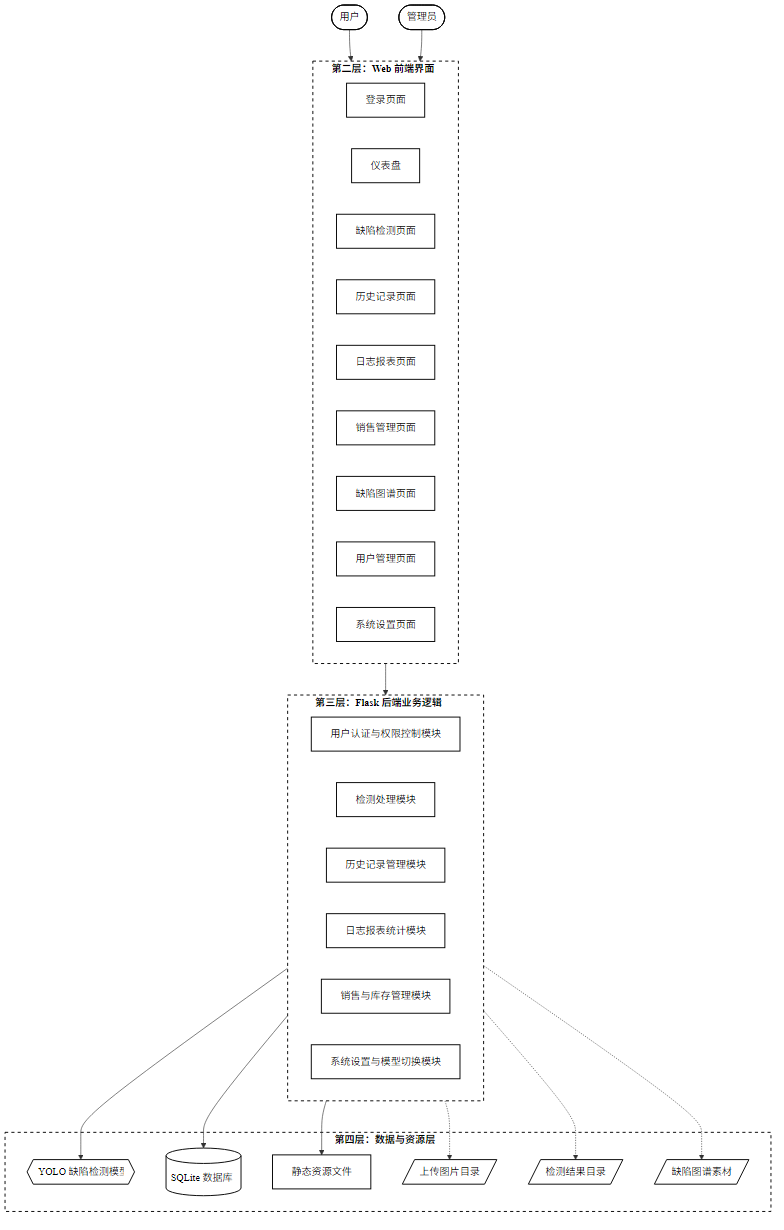 用户
管理员
第二层：Web 前端界面
登录页面
仪表盘
缺陷检测页面
历史记录页面
日志报表页面
销售管理页面
缺陷图谱页面
用户管理页面
系统设置页面
第三层：Flask 后端业务逻辑
用户认证与权限控制模块
检测处理模块
历史记录管理模块
日志报表统计模块
销售与库存管理模块
系统设置与模型切换模块
第四层：数据与资源层
YOLO 缺陷检测模型
SQLite 数据库
静态资源文件
上传图片目录
检测结果目录
缺陷图谱素材